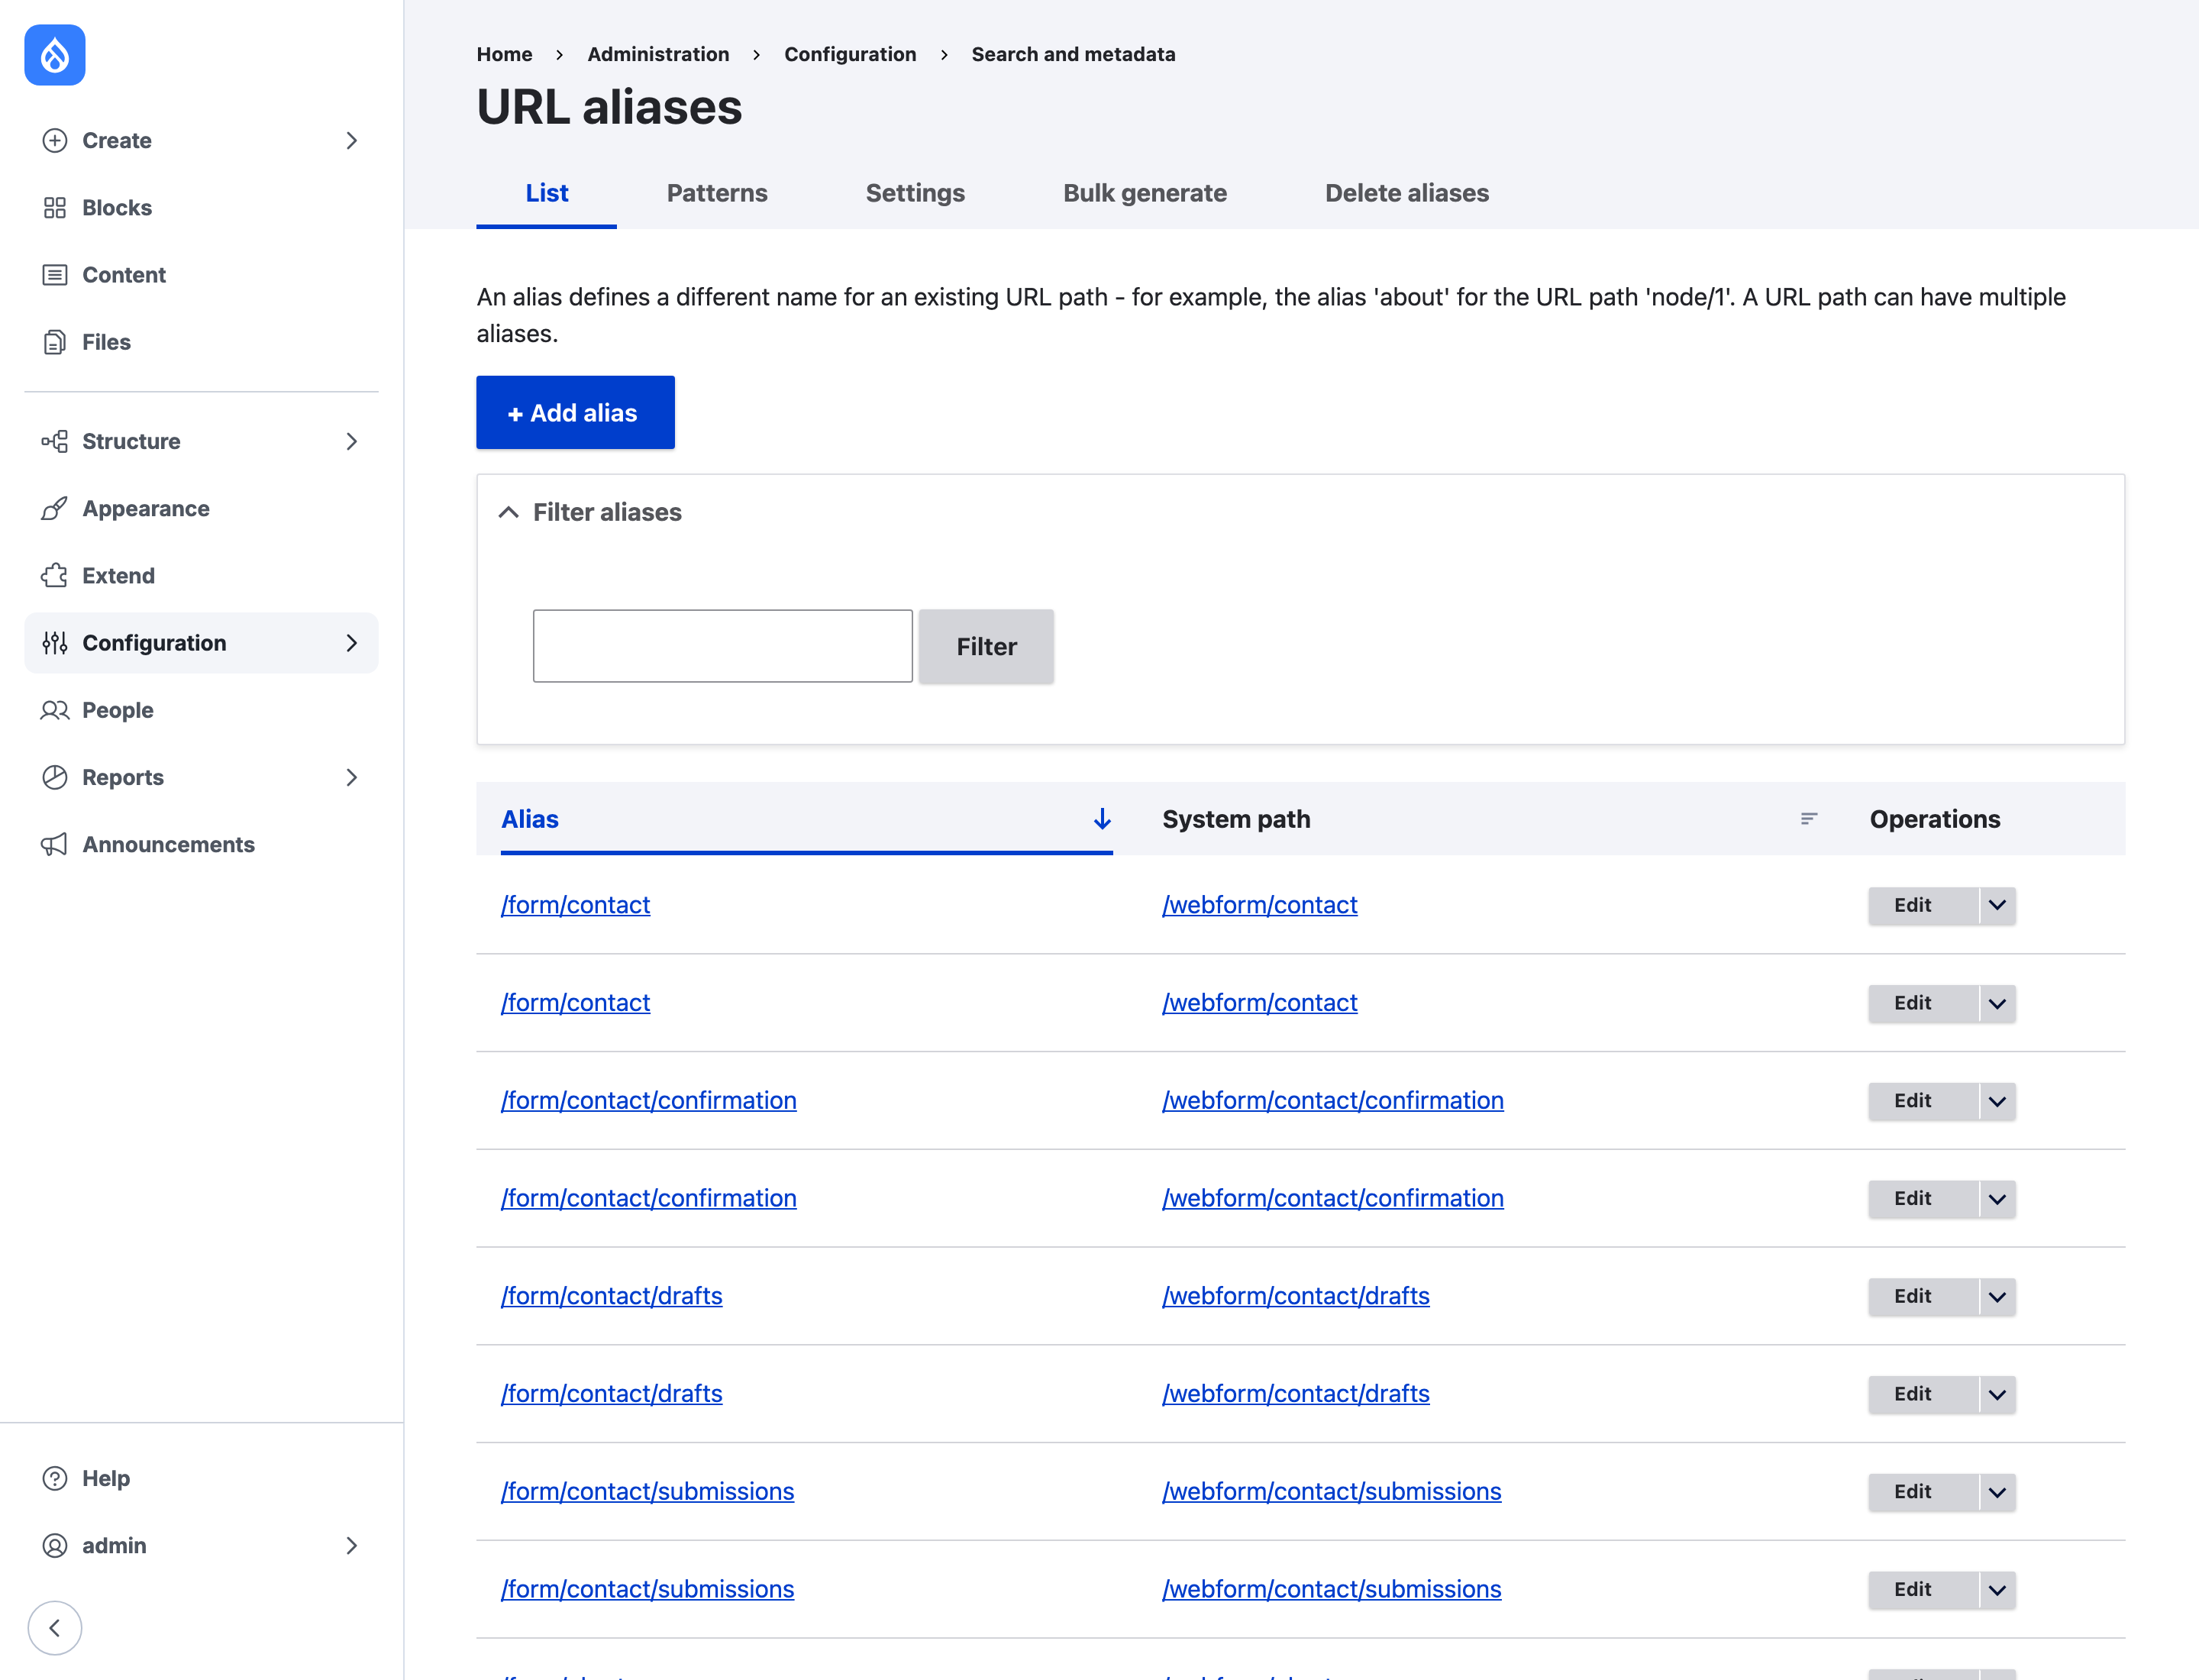 Create
Blocks
Content
Files
Structure
Appearance
Extend
Configuration
People
Reports
Announcements
Help
admin
Home > Administration > Configuration > Search and metadata
URL aliases
List Patterns Settings Bulk generate Delete aliases
An alias defines a different name for an existing URL path - for example, the alias 'about' for the URL path 'node/1'. A URL path can have multiple
aliases.
+ Add alias
Filter aliases
Filter
Alias System path Operations
/form/contact /webform/contact Edit
/form/contact /webform/contact Edit
/form/contact/confirmation /webform/contact/confirmation Edit
/form/contact/confirmation /webform/contact/confirmation Edit
/form/contact/drafts /webform/contact/drafts Edit
/form/contact/drafts /webform/contact/drafts Edit
/form/contact/submissions /webform/contact/submissions Edit
/form/contact/submissions /webform/contact/submissions Edit